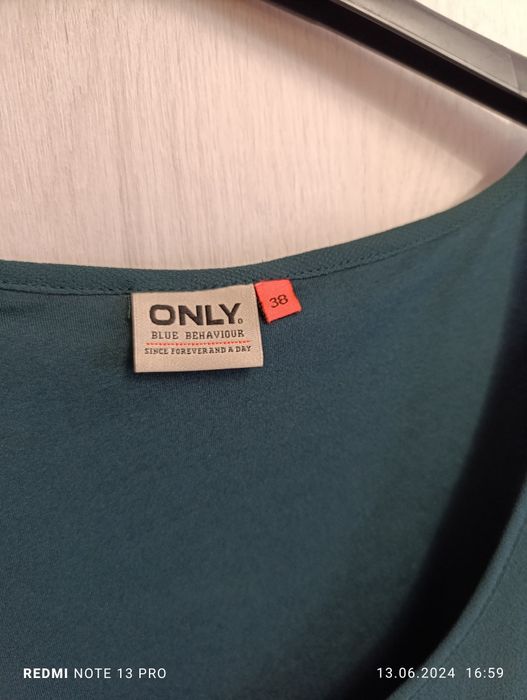 ONLY.
BLUE BEHAVIOUR
SINCE FOREVER AND A DAY
38
REDMI NOTE 13 PRO
13.06.2024 16:59